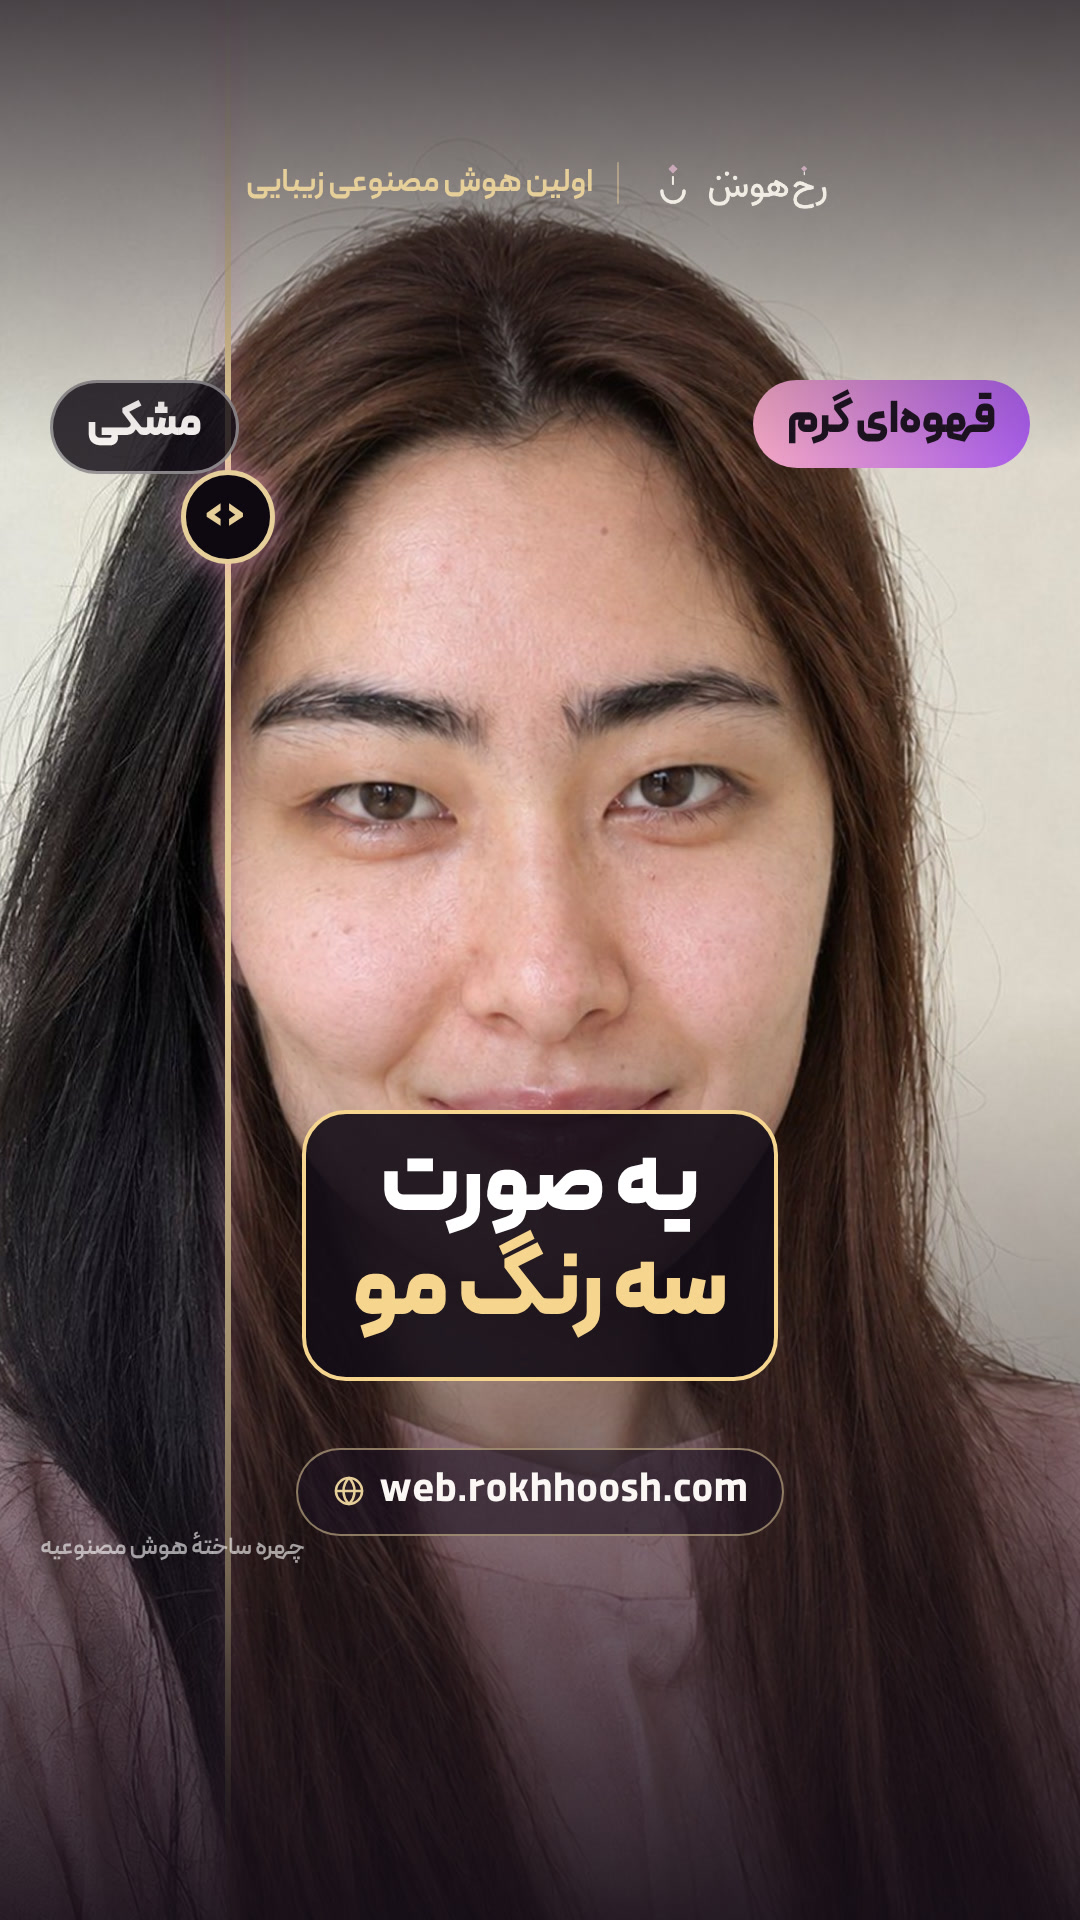 رخ‌هوش | اولین هوش مصنوعی زیبایی
قهوه‌ای گرم
مشکی
یه صورت
سه رنگ مو
web.rokhhoosh.com
چهره ساختهٔ هوش مصنوعیه